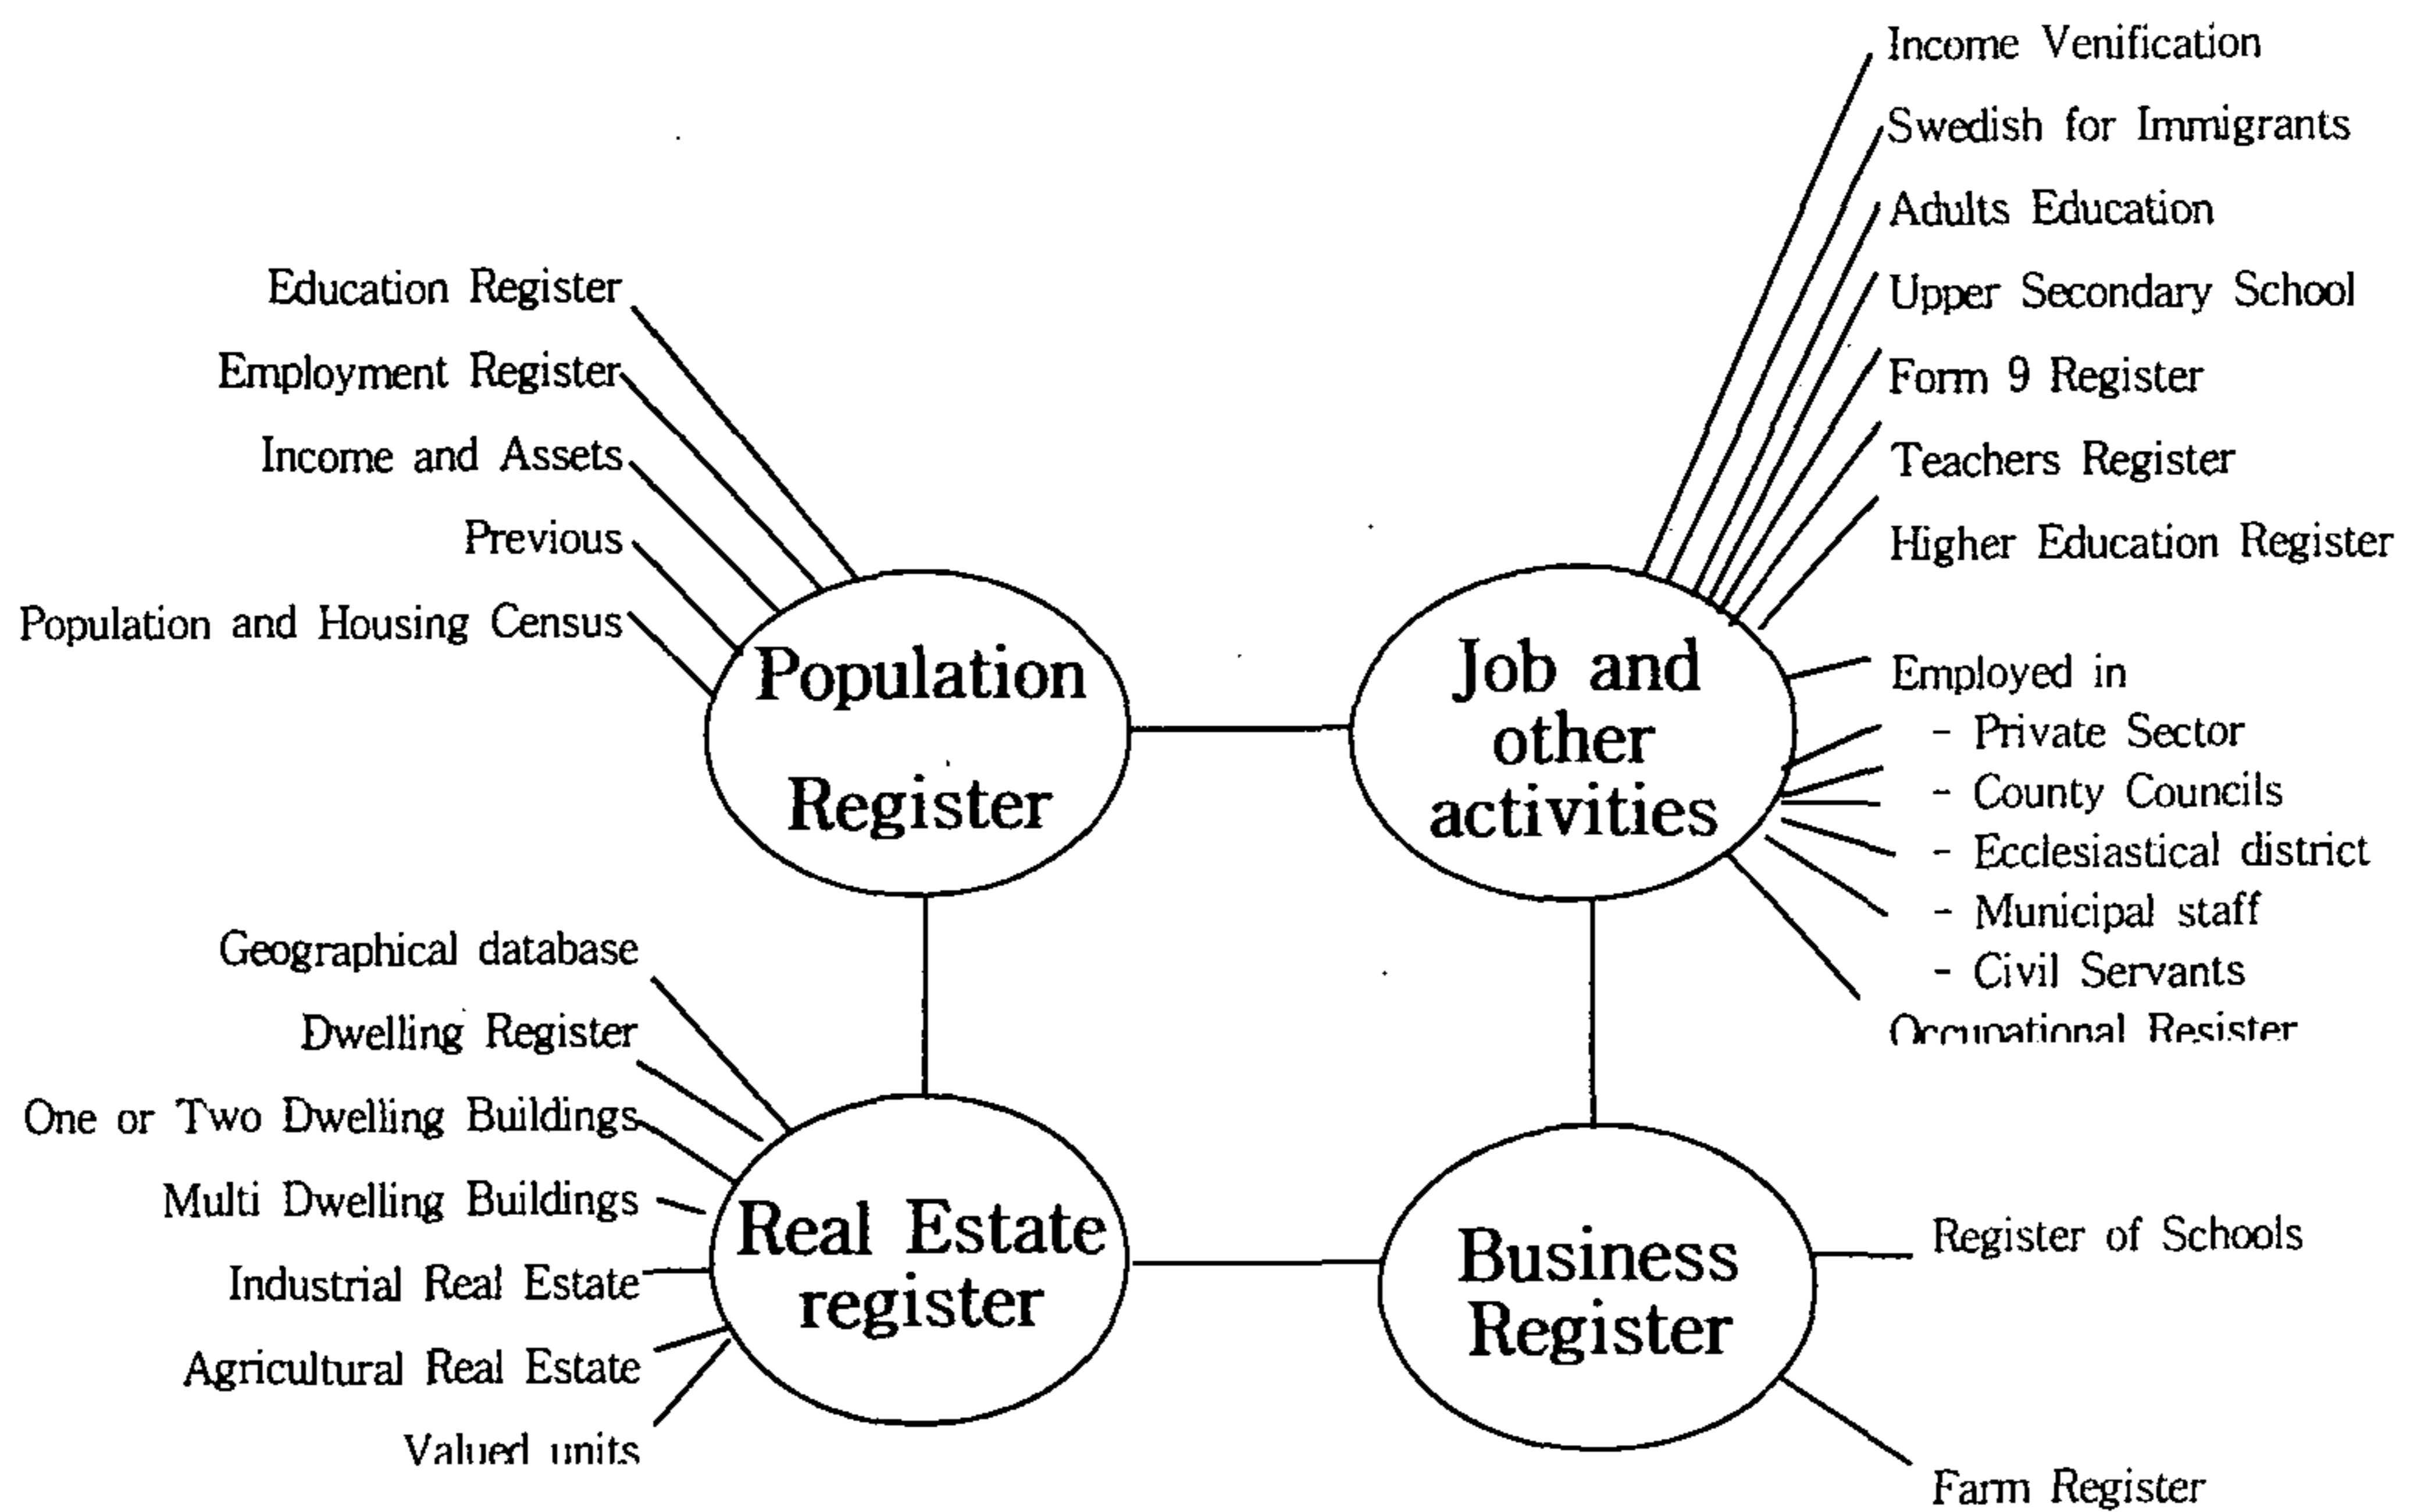 Income Venification
Swedish for Immigrants
Adults Education
Upper Secondary School
Form 9 Register
Teachers Register
Higher Education Register
Employed in
- Private Sector
- County Councils
- Ecclesiastical district
- Municipal staff
- Civil Servants
Occupational Resister
Education Register
Employment Register
Income and Assets
Previous
Population and Housing Census
Population
Register
Job and
other
activities
Geographical database
Dwelling Register
One or Two Dwelling Buildings
Multi Dwelling Buildings
Industrial Real Estate
Agricultural Real Estate
Valued units
Real Estate
register
Business
Register
Register of Schools
Farm Register